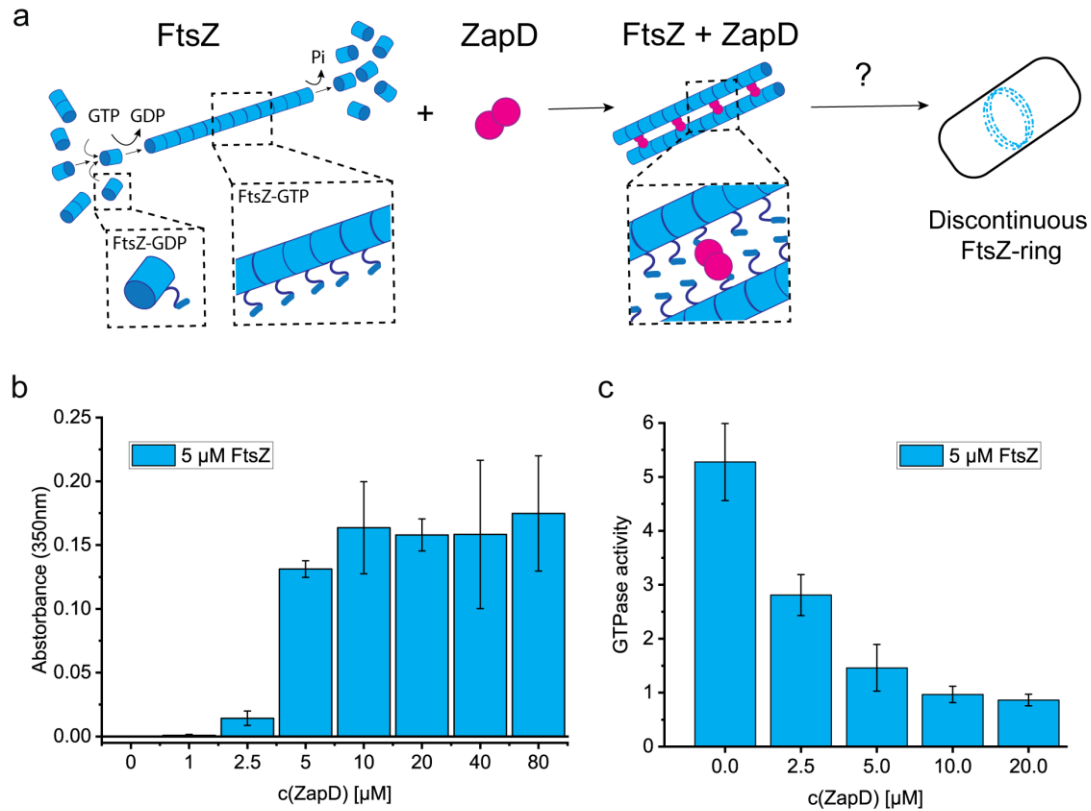 a
FtsZ
ZapD
FtsZ + ZapD
Pi
GTP
GDP
+
?
FtsZ-GDP
FtsZ-GTP
Discontinuous
FtsZ-ring
b
Abstorbance (350nm)
0.25
0.20
0.15
0.10
0.05
0.00
5 µM FtsZ
0 1 2.5 5 10 20 40 80
c(ZapD) [µM]
c
GTPase activity
6
5
4
3
2
1
0
5 µM FtsZ
0.0 2.5 5.0 10.0 20.0
c(ZapD) [µM]